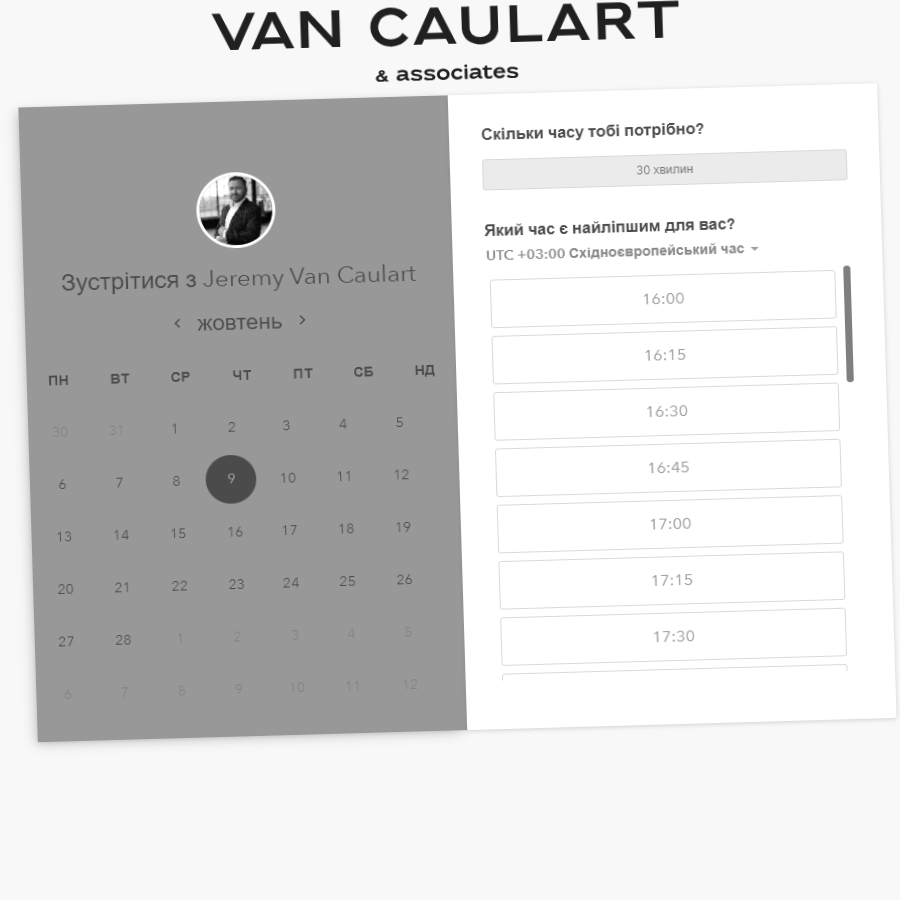 VAN CAULART
& associates
Зустрітися з Jeremy Van Caulart
жовтень
ПН ВТ СР ЧТ ПТ СБ НД
30 31 1 2 3 4 5
6 7 8 9 10 11 12
13 14 15 16 17 18 19
20 21 22 23 24 25 26
27 28 1 2 3 4 5
6 7 8 9 10 11 12
Скільки часу тобі потрібно?
30 хвилин
Який час є найліпшим для вас?
UTC +03:00 Східноєвропейський час
16:00
16:15
16:30
16:45
17:00
17:15
17:30